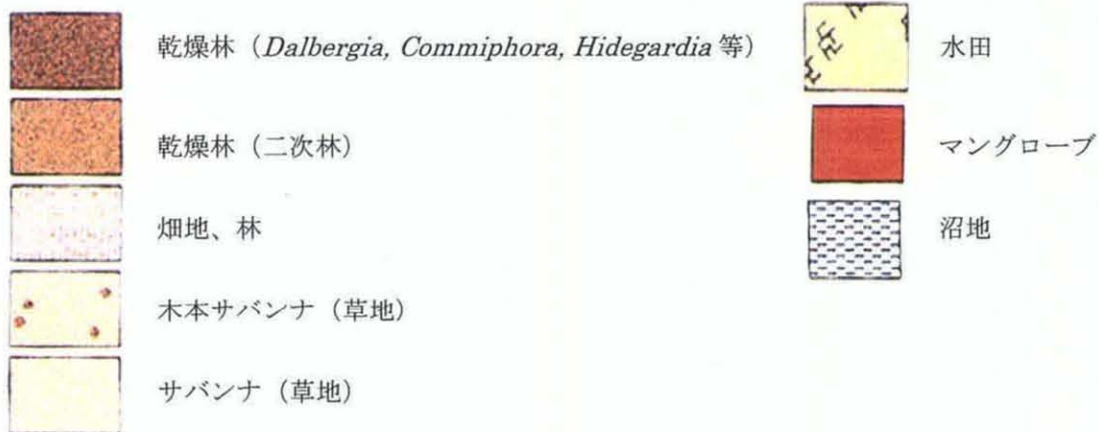 乾燥林（Dalbergia, Commiphora, Hidegardia 等）
乾燥林（二次林）
畑地、林
木本サバンナ（草地）
サバンナ（草地）
水田
マングローブ
沼地